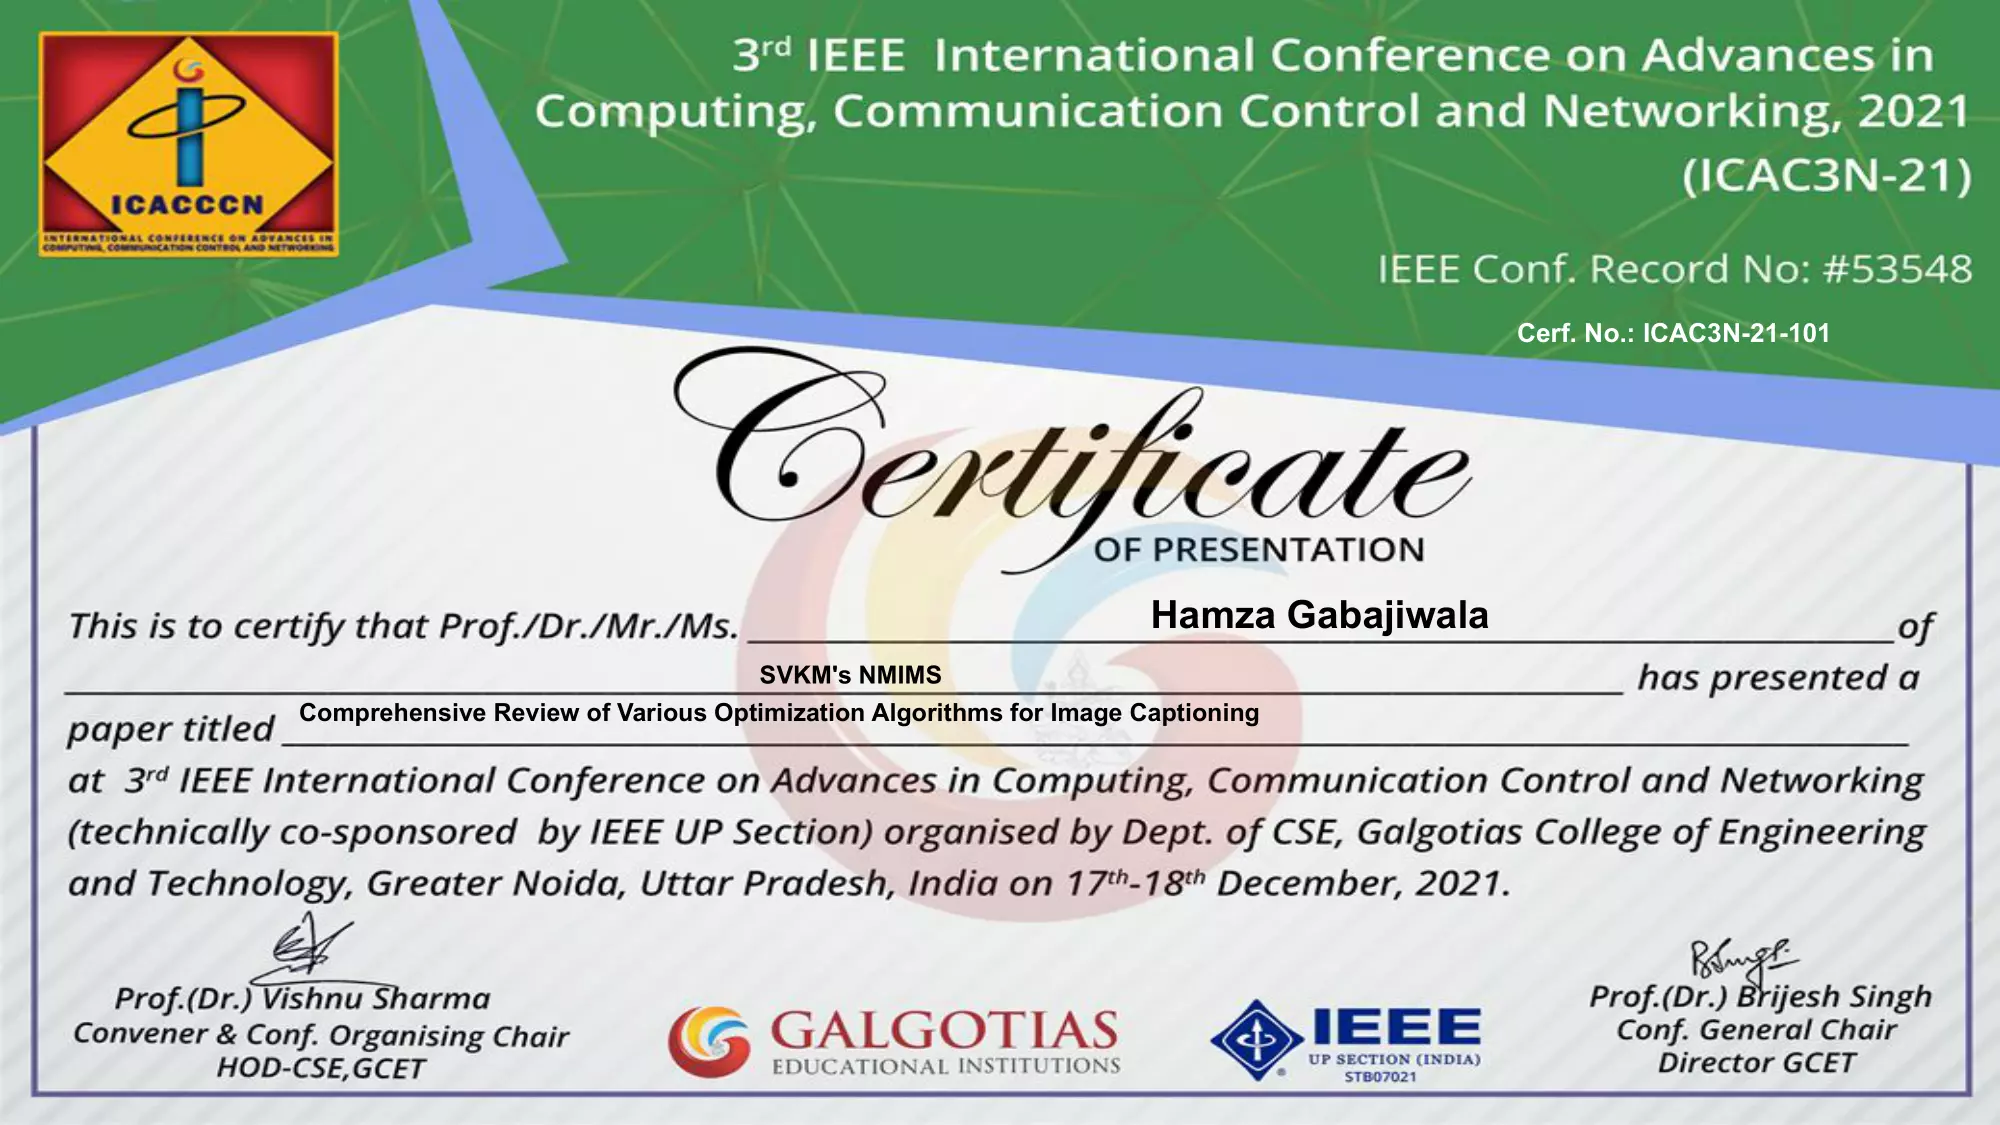 3rd IEEE International Conference on Advances in
Computing, Communication Control and Networking, 2021
(ICAC3N-21)
ICACCCN
INTERNATIONAL CONFERENCE ON ADVANCES IN
COMPUTING, COMMUNICATION CONTROL AND NETWORKING
IEEE Conf. Record No: #53548
Cerf. No.: ICAC3N-21-101
Certificate
OF PRESENTATION
This is to certify that Prof./Dr./Mr./Ms. Hamza Gabajiwala of
SVKM's NMIMS has presented a
paper titled Comprehensive Review of Various Optimization Algorithms for Image Captioning
at 3rd IEEE International Conference on Advances in Computing, Communication Control and Networking
(technically co-sponsored by IEEE UP Section) organised by Dept. of CSE, Galgotias College of Engineering
and Technology, Greater Noida, Uttar Pradesh, India on 17th-18th December, 2021.
Prof.(Dr.) Vishnu Sharma
Convener & Conf. Organising Chair
HOD-CSE,GCET
GALGOTIAS
EDUCATIONAL INSTITUTIONS
IEEE
UP SECTION (INDIA)
STB07021
Prof.(Dr.) Brijesh Singh
Conf. General Chair
Director GCET